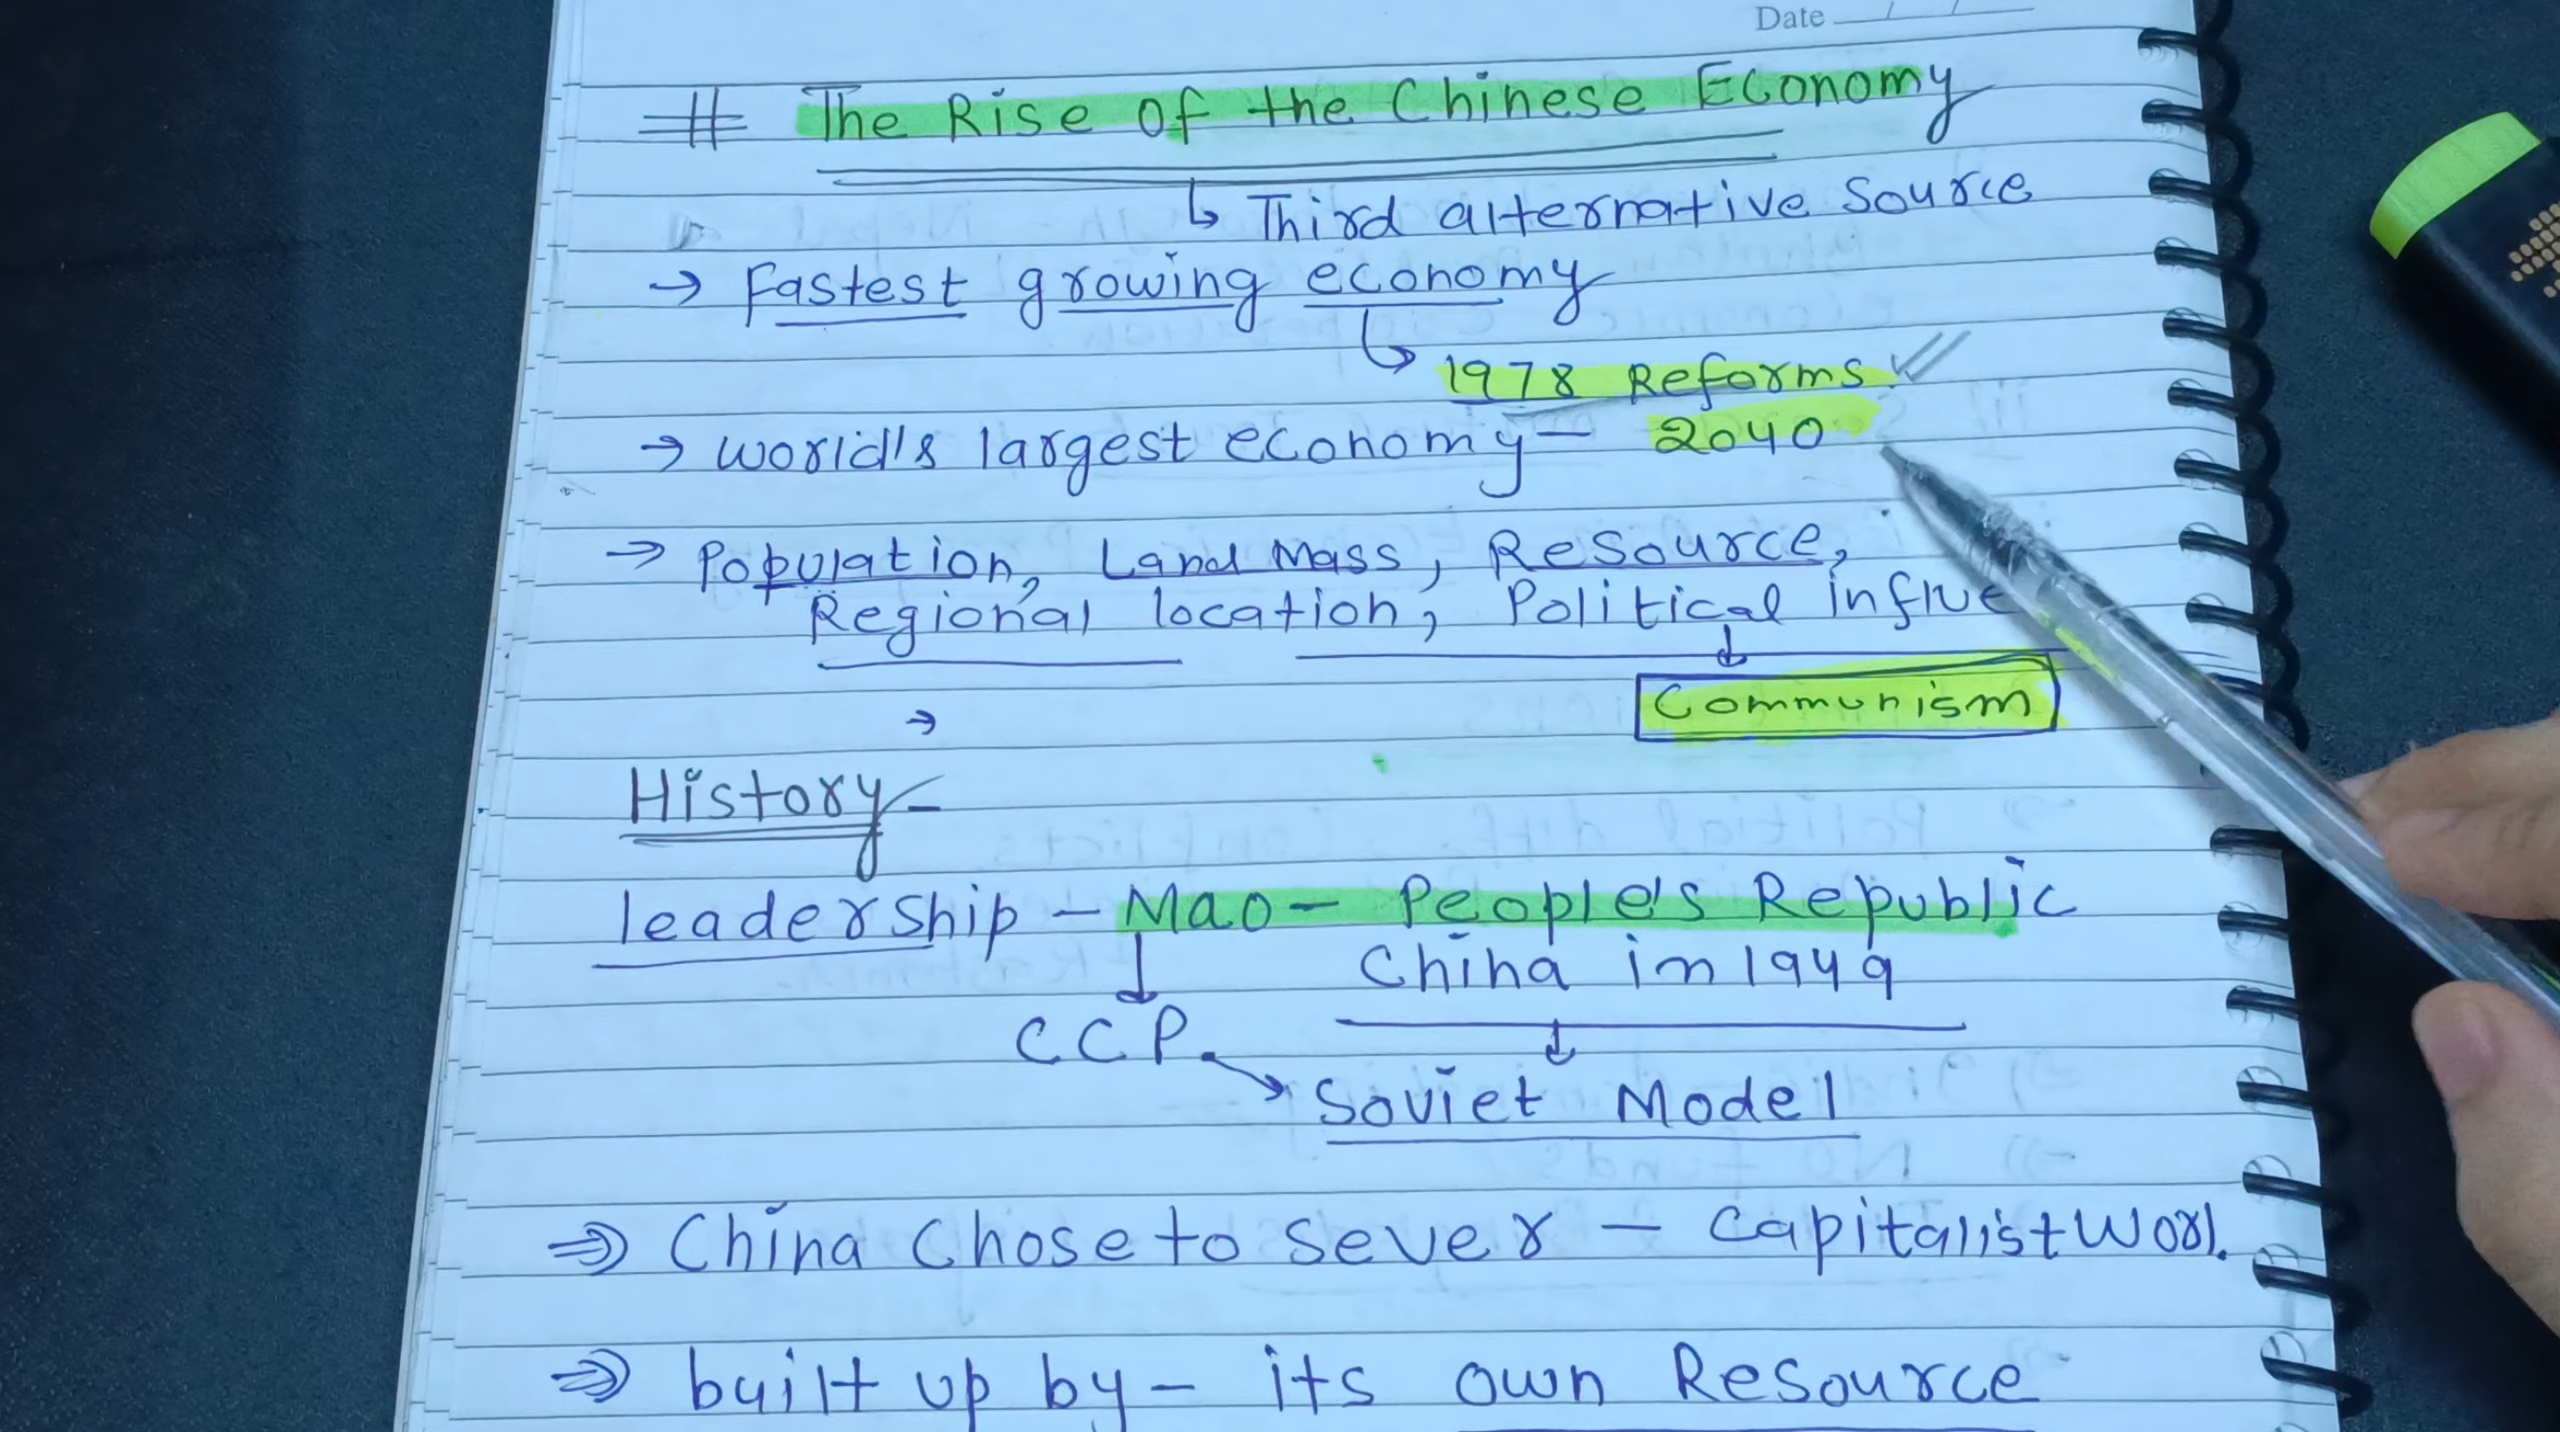 Date / /
# The Rise Of the Chinese Economy
↳ Third alternative Source
→ Fastest growing economy
↳ 1978 Reforms
→ World's largest economy - 2040
→ Population, Land Mass, Resource,
Regional location, Political influe
Communism
→
History -
leadership - Mao - People's Republic
China in 1949
CCP
Soviet Model
⇒ China Chose to Sever - Capitalist Worl.
⇒ built up by - its own Resource